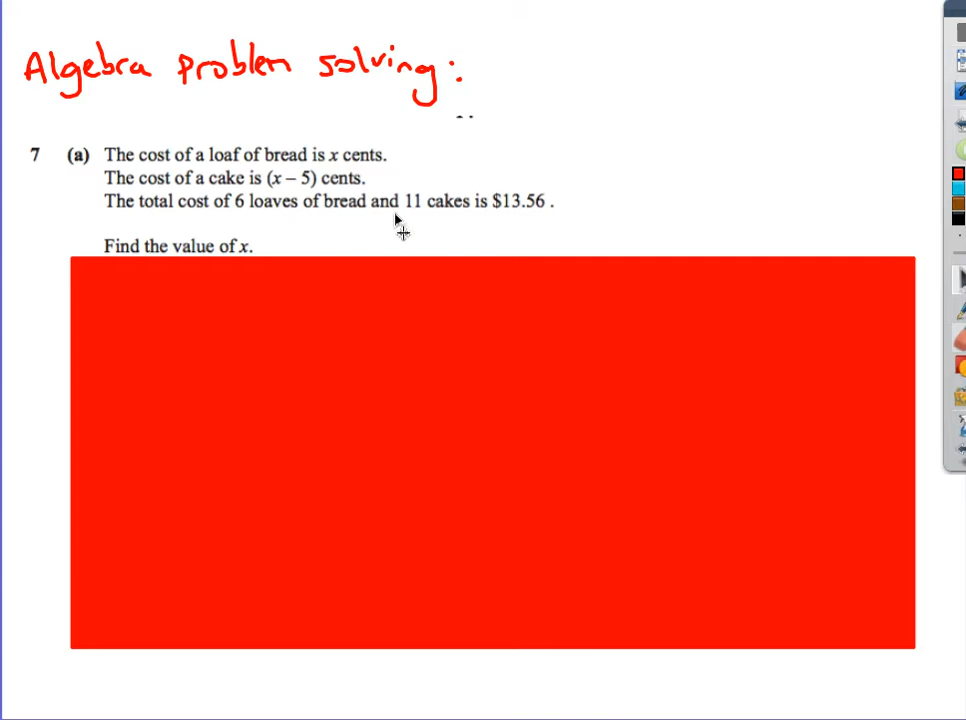 Algebra problem solving:
7 (a) The cost of a loaf of bread is x cents.
The cost of a cake is (x – 5) cents.
The total cost of 6 loaves of bread and 11 cakes is $13.56 .
Find the value of x.